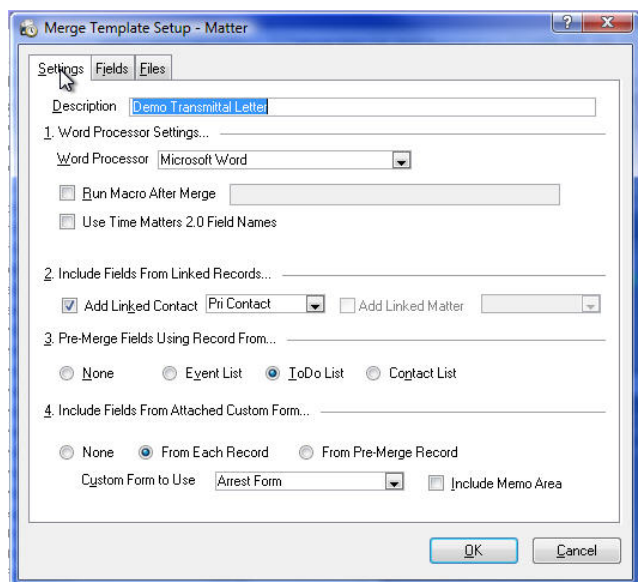 Merge Template Setup - Matter
Settings Fields Files
Description Demo Transmittal Letter
1. Word Processor Settings...
Word Processor Microsoft Word
Run Macro After Merge
Use Time Matters 2.0 Field Names
2. Include Fields From Linked Records...
Add Linked Contact Pri Contact Add Linked Matter
3. Pre-Merge Fields Using Record From...
None Event List ToDo List Contact List
4. Include Fields From Attached Custom Form...
None From Each Record From Pre-Merge Record
Custom Form to Use Arrest Form Include Memo Area
OK Cancel